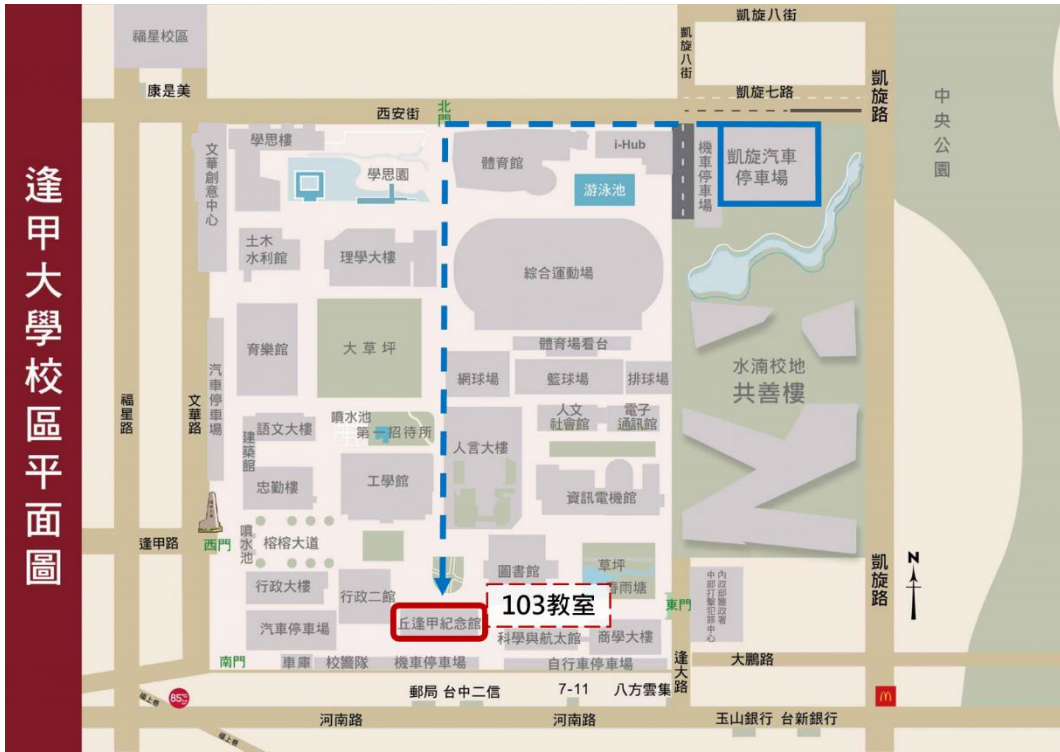 逢甲大學校區平面圖
福星校區
康是美
西安街
北門
凱旋八街
凱旋八街
凱旋七路
凱旋路
中央公園
文華創意中心
學思樓
學思園
體育館
i-Hub
游泳池
機車停車場
凱旋汽車
停車場
土木
水利館
理學大樓
綜合運動場
育樂館
大草坪
體育場看台
網球場
籃球場
排球場
水湳校地
共善樓
汽車停車場
福星路
文華路
噴水池
第一招待所
語文大樓
建築館
人言大樓
人文
社會館
電子
通訊館
忠勤樓
工學館
資訊電機館
逢甲路
西門
噴水池
榕榕大道
圖書館
草坪
春雨塘
行政大樓
行政二館
103教室
東門
內政部警政署
中部打擊犯罪中心
凱旋路
N
汽車停車場
丘逢甲紀念館
科學與航太館
商學大樓
南門
車庫
校警隊
機車停車場
自行車停車場
逢大路
大鵬路
福上巷
85℃
郵局 台中二信
7-11
八方雲集
河南路
河南路
玉山銀行 台新銀行
福上巷